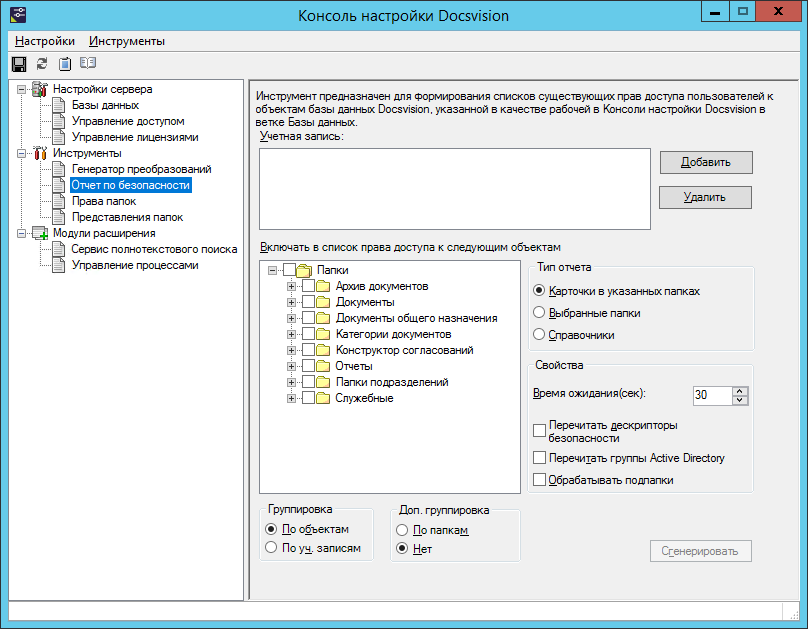 Консоль настройки Docsvision
Настройки Инструменты
Настройки сервера
Базы данных
Управление доступом
Управление лицензиями
Инструменты
Генератор преобразований
Отчет по безопасности
Права папок
Представления папок
Модули расширения
Сервис полнотекстового поиска
Управление процессами
Инструмент предназначен для формирования списков существующих прав доступа пользователей к
объектам базы данных Docsvision, указанной в качестве рабочей в Консоли настройки Docsvision в
ветке Базы данных.
Учетная запись:
Добавить
Удалить
Включать в список права доступа к следующим объектам
Папки
Архив документов
Документы
Документы общего назначения
Категории документов
Конструктор согласований
Отчеты
Папки подразделений
Служебные
Тип отчета
Карточки в указанных папках
Выбранные папки
Справочники
Свойства
Время ожидания(сек):
30
Перечитать дескрипторы
безопасности
Перечитать группы Active Directory
Обрабатывать подпапки
Группировка
По объектам
По уч. записям
Доп. группировка
По папкам
Нет
Сгенерировать